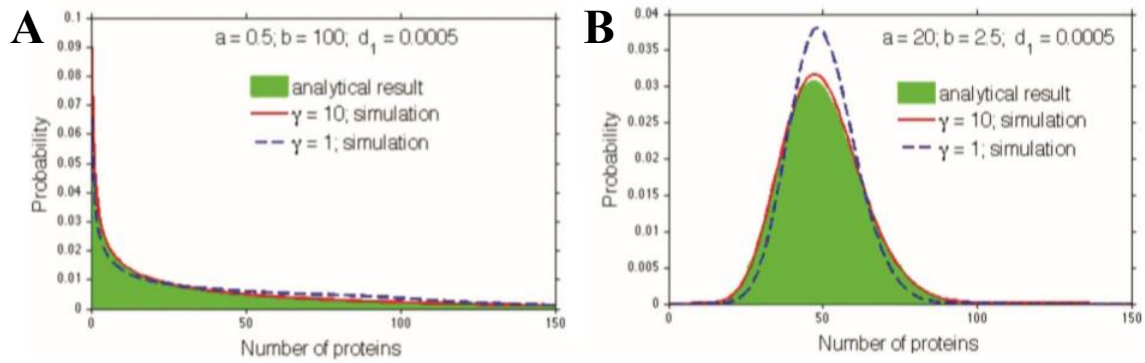 A
a = 0.5; b = 100; d₁ = 0.0005
analytical result
γ = 10; simulation
γ = 1; simulation
Probability
0.1
0.09
0.08
0.07
0.06
0.05
0.04
0.03
0.02
0.01
0
0 50 100 150
Number of proteins
B
a = 20; b = 2.5; d₁ = 0.0005
analytical result
γ = 10; simulation
γ = 1; simulation
Probability
0.04
0.035
0.03
0.025
0.02
0.015
0.01
0.005
0
0 50 100 150
Number of proteins